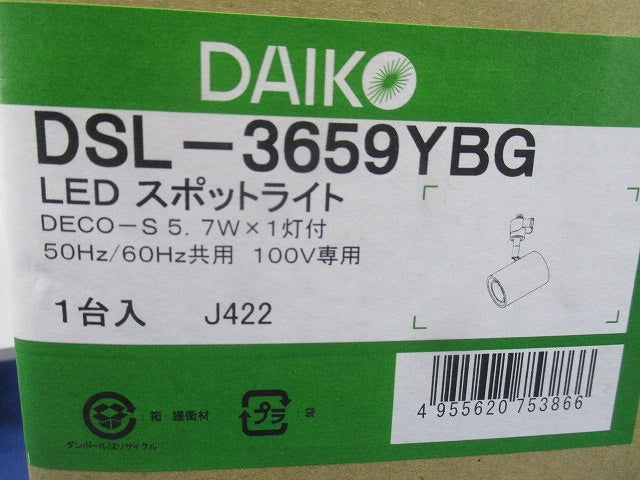 DAIKO
DSL-3659YBG
LED スポットライト
DECO-S 5.7W×1灯付
50Hz/60Hz共用 100V専用
1台入 J422
:箱・緩衝材
ダンボールはリサイクル
プラ :袋
4 955620 753866